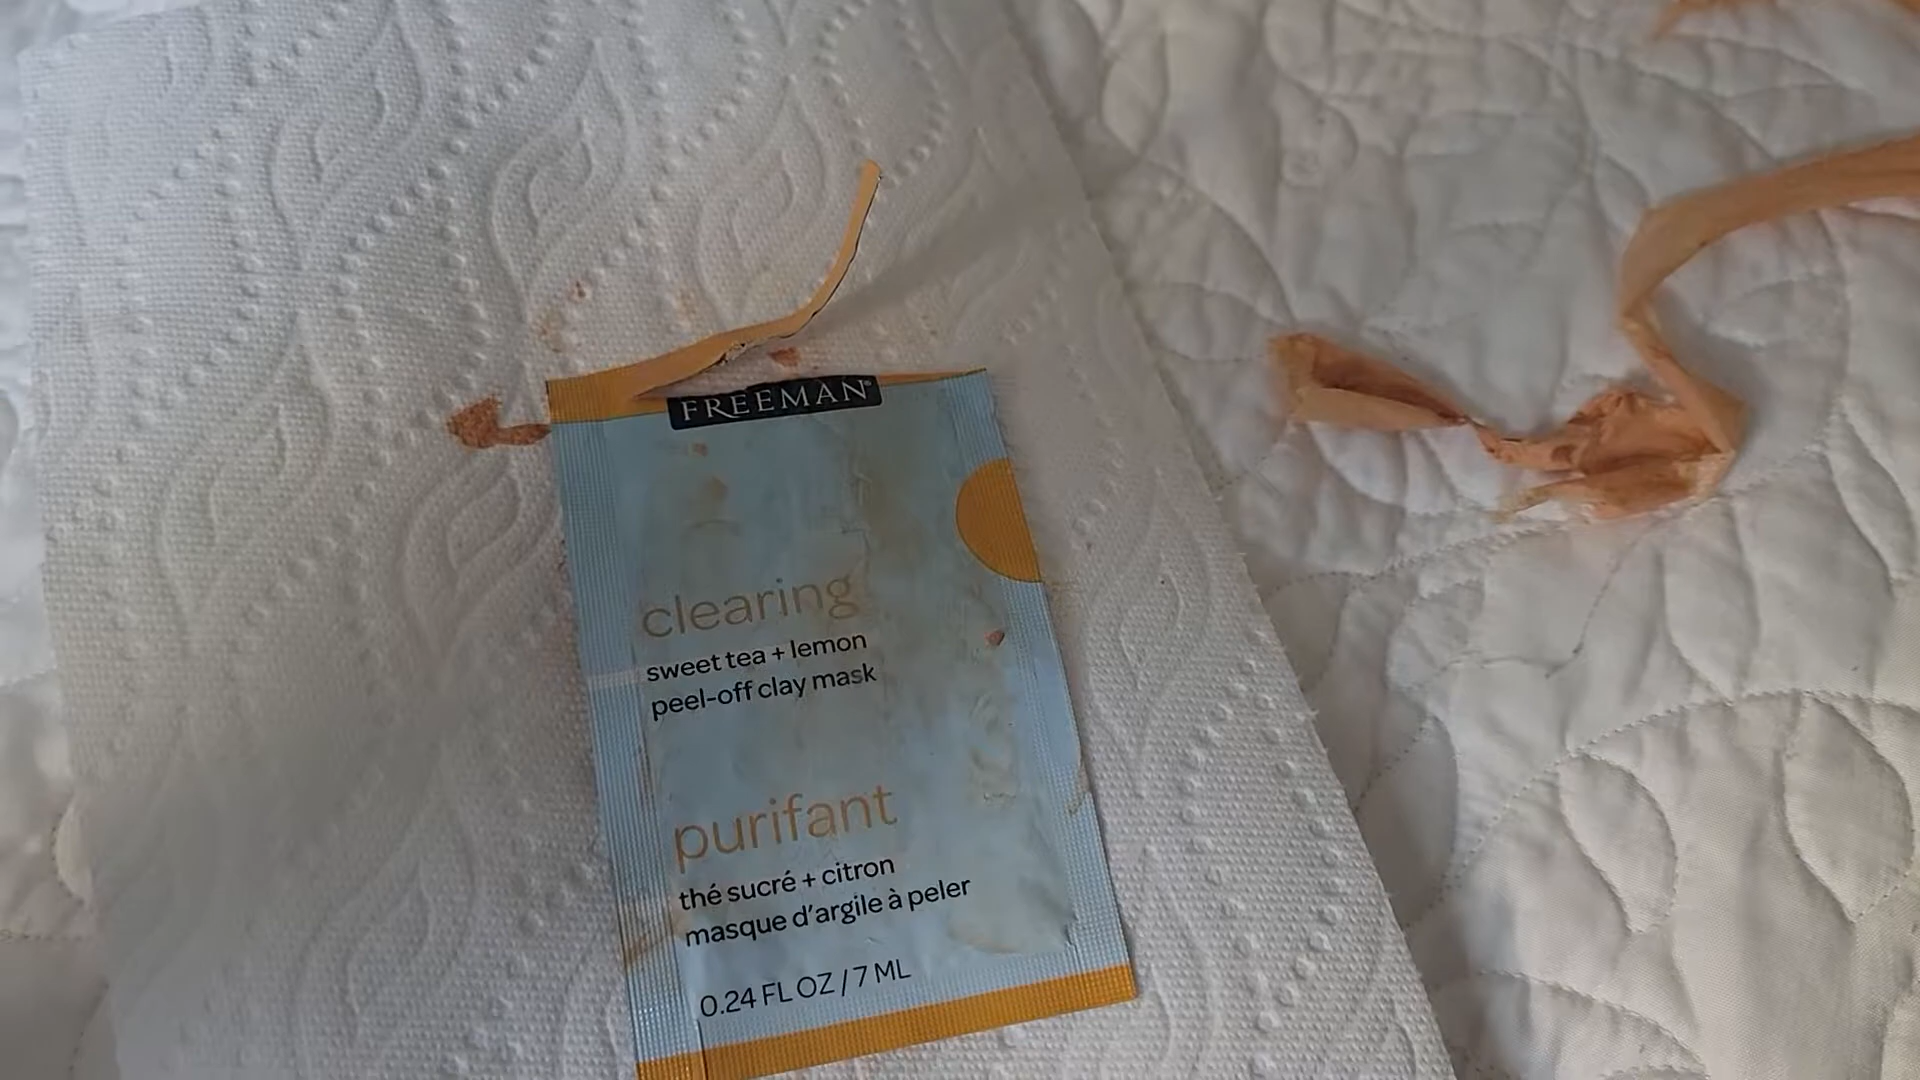 FREEMAN
clearing
sweet tea + lemon
peel-off clay mask
purifant
thé sucré + citron
masque d'argile à peler
0.24 FL OZ / 7 ML